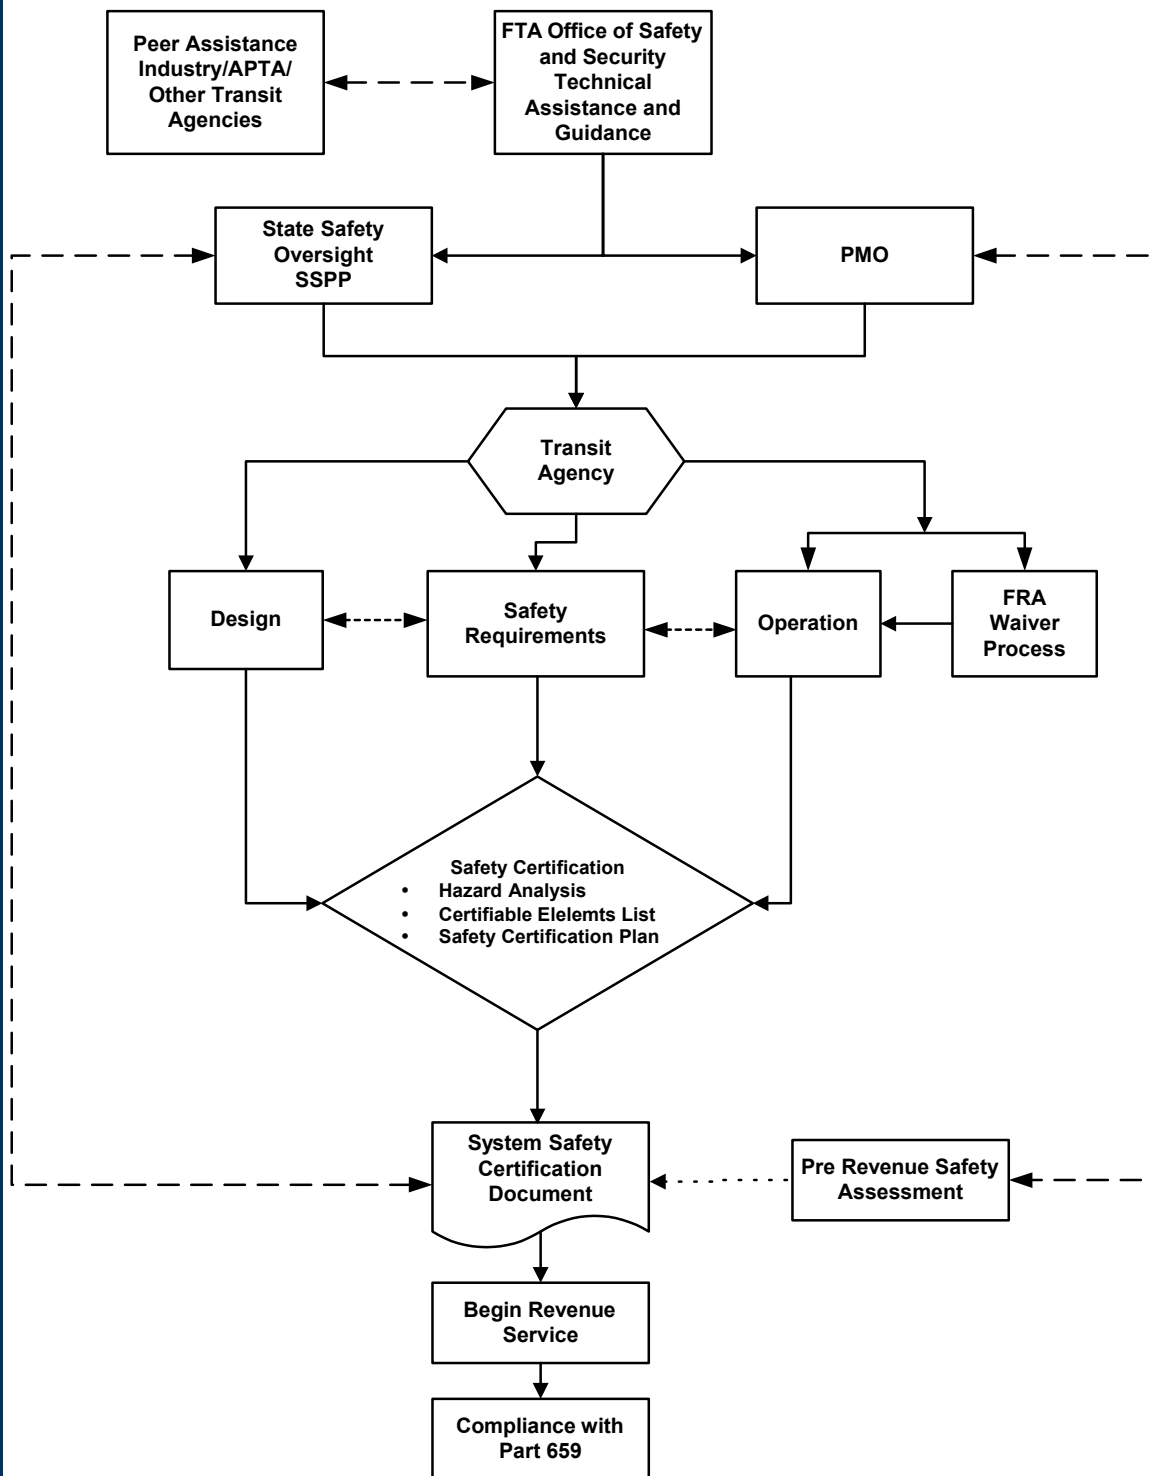 Peer Assistance
Industry/APTA/
Other Transit
Agencies
FTA Office of Safety
and Security
Technical
Assistance and
Guidance
State Safety
Oversight
SSPP
PMO
Transit
Agency
Design
Safety
Requirements
Operation
FRA
Waiver
Process
Safety Certification
• Hazard Analysis
• Certifiable Elelemts List
• Safety Certification Plan
System Safety
Certification
Document
Pre Revenue Safety
Assessment
Begin Revenue
Service
Compliance with
Part 659